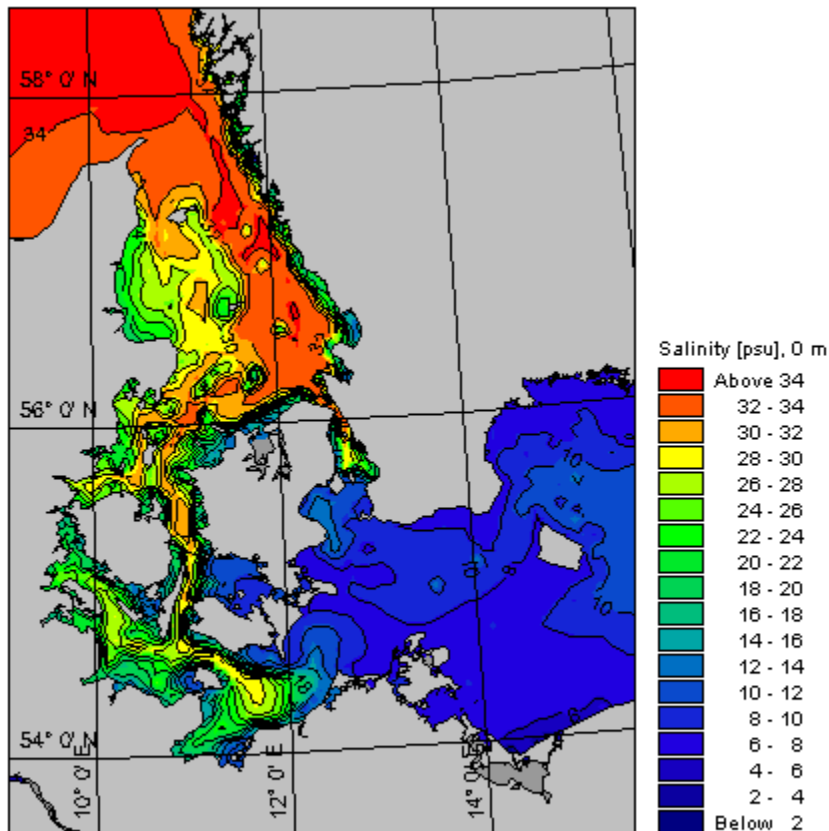 58° 0' N
34
56° 0' N
10
10
8
10
54° 0' N
10° 0' E
12° 0' E
14° 0' E
Salinity [psu], 0 m
Above 34
32 - 34
30 - 32
28 - 30
26 - 28
24 - 26
22 - 24
20 - 22
18 - 20
16 - 18
14 - 16
12 - 14
10 - 12
8 - 10
6 - 8
4 - 6
2 - 4
Below 2